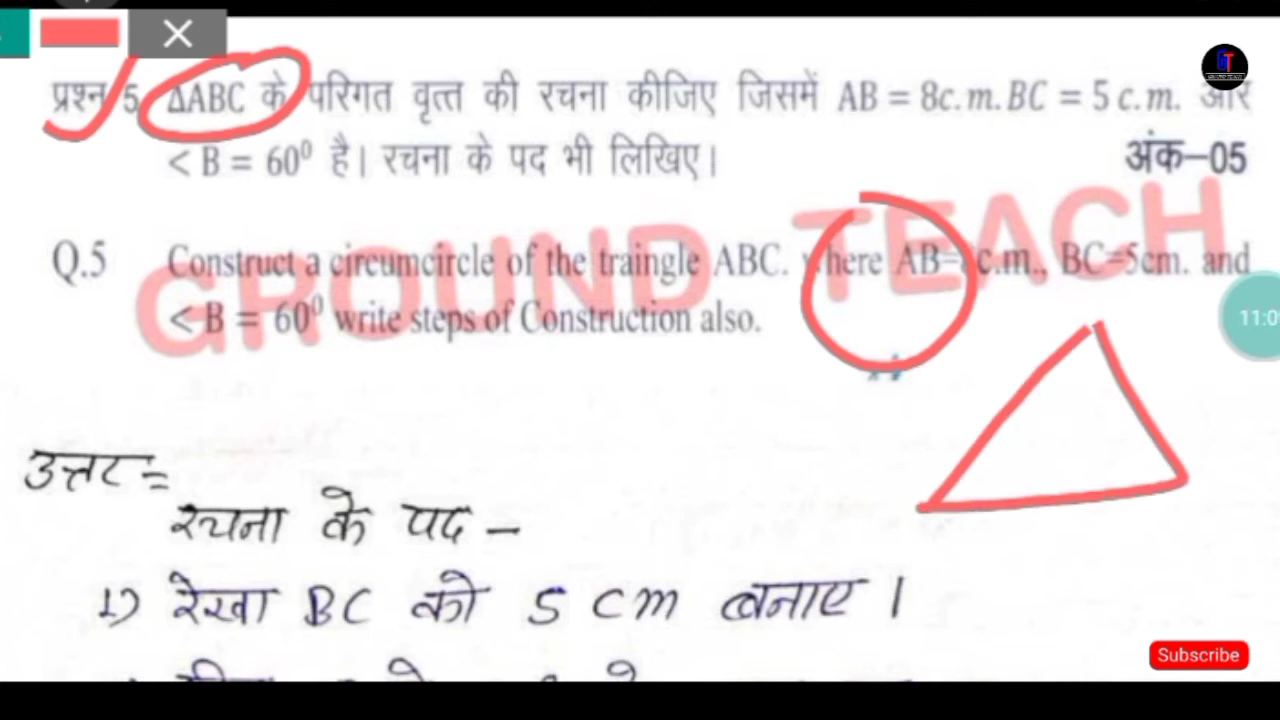 प्रश्न 5 ΔABC के परिगत वृत्त की रचना कीजिए जिसमें AB = 8c.m. BC = 5 c.m. और
< B = 60⁰ है। रचना के पद भी लिखिए।
अंक–05
GROUND TEACH
Q.5 Construct a circumcircle of the traingle ABC. where AB= c.m., BC=5cm. and
< B = 60⁰ write steps of Construction also.
11:0
उत्तर =
रचना के पद –
1) रेखा BC को 5 cm बनाए।
Subscribe